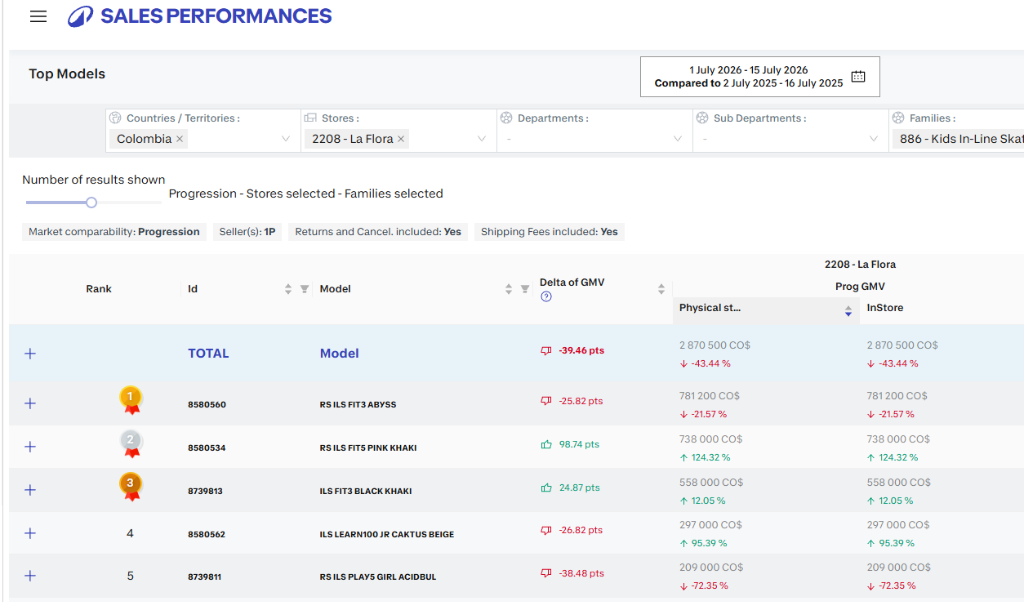 SALES PERFORMANCES
Top Models
1 July 2026 - 15 July 2026
Compared to 2 July 2025 - 16 July 2025
Countries / Territories :
Stores :
Departments :
Sub Departments :
Families :
Colombia ×
2208 - La Flora ×
-
-
886 - Kids In-Line Skat
Number of results shown
Progression - Stores selected - Families selected
Market comparability: Progression
Seller(s): 1P
Returns and Cancel. included: Yes
Shipping Fees included: Yes
2208 - La Flora
Rank
Id
Model
Delta of GMV
Prog GMV
Physical st...
InStore
TOTAL Model -39.46 pts 2 870 500 CO$ 2 870 500 CO$
-43.44 % -43.44 %
1 8580560 RS ILS FIT3 ABYSS -25.82 pts 781 200 CO$ 781 200 CO$
-21.57 % -21.57 %
2 8580534 RS ILS FIT5 PINK KHAKI 98.74 pts 738 000 CO$ 738 000 CO$
124.32 % 124.32 %
3 8739813 ILS FIT3 BLACK KHAKI 24.87 pts 558 000 CO$ 558 000 CO$
12.05 % 12.05 %
4 8580562 ILS LEARN100 JR CAKTUS BEIGE -26.82 pts 297 000 CO$ 297 000 CO$
95.39 % 95.39 %
5 8739811 RS ILS PLAY5 GIRL ACIDBUL -38.48 pts 209 000 CO$ 209 000 CO$
-72.35 % -72.35 %